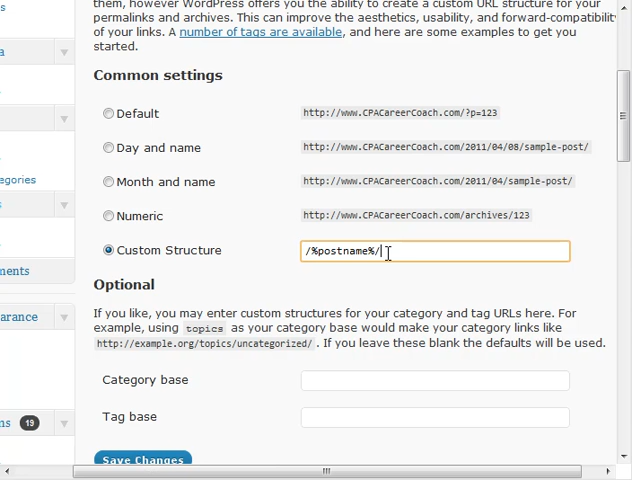 them, however WordPress offers you the ability to create a custom URL structure for your
permalinks and archives. This can improve the aesthetics, usability, and forward-compatibility
of your links. A number of tags are available, and here are some examples to get you
started.
Common settings
Default http://www.CPACareerCoach.com/?p=123
Day and name http://www.CPACareerCoach.com/2011/04/08/sample-post/
Month and name http://www.CPACareerCoach.com/2011/04/sample-post/
egories
Numeric http://www.CPACareerCoach.com/archives/123
Custom Structure /%postname%/
ments
Optional
If you like, you may enter custom structures for your category and tag URLs here. For
arance
example, using topics as your category base would make your category links like
http://example.org/topics/uncategorized/ . If you leave these blank the defaults will be used.
Category base
Tag base
ns 19
Save Changes